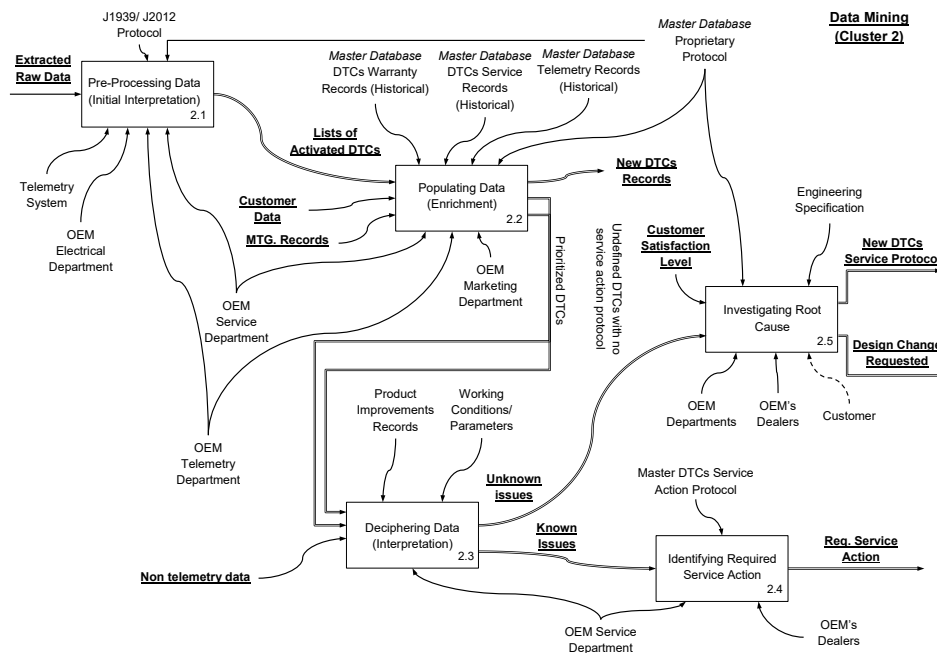 J1939/ J2012
Protocol
Data Mining
(Cluster 2)
Master Database
Proprietary
Protocol
Extracted
Raw Data
Master Database
DTCs Warranty
Records (Historical)
Master Database
DTCs Service
Records
(Historical)
Master Database
Telemetry Records
(Historical)
Pre-Processing Data
(Initial Interpretation)
2.1
Lists of
Activated DTCs
Telemetry
System
OEM
Electrical
Department
Customer
Data
MTG. Records
Populating Data
(Enrichment)
2.2
New DTCs
Records
OEM
Marketing
Department
OEM
Service
Department
Prioritized DTCs
Undefined DTCs with no
service action protocol
Engineering
Specification
Customer
Satisfaction
Level
New DTCs
Service Protocol
Investigating Root
Cause
2.5
Design Change
Requested
OEM
Departments
OEM's
Dealers
Customer
OEM
Telemetry
Department
Product
Improvements
Records
Working
Conditions/
Parameters
Unknown
issues
Master DTCs Service
Action Protocol
Deciphering Data
(Interpretation)
2.3
Known
Issues
Non telemetry data
Identifying Required
Service Action
2.4
Req. Service
Action
OEM Service
Department
OEM's
Dealers